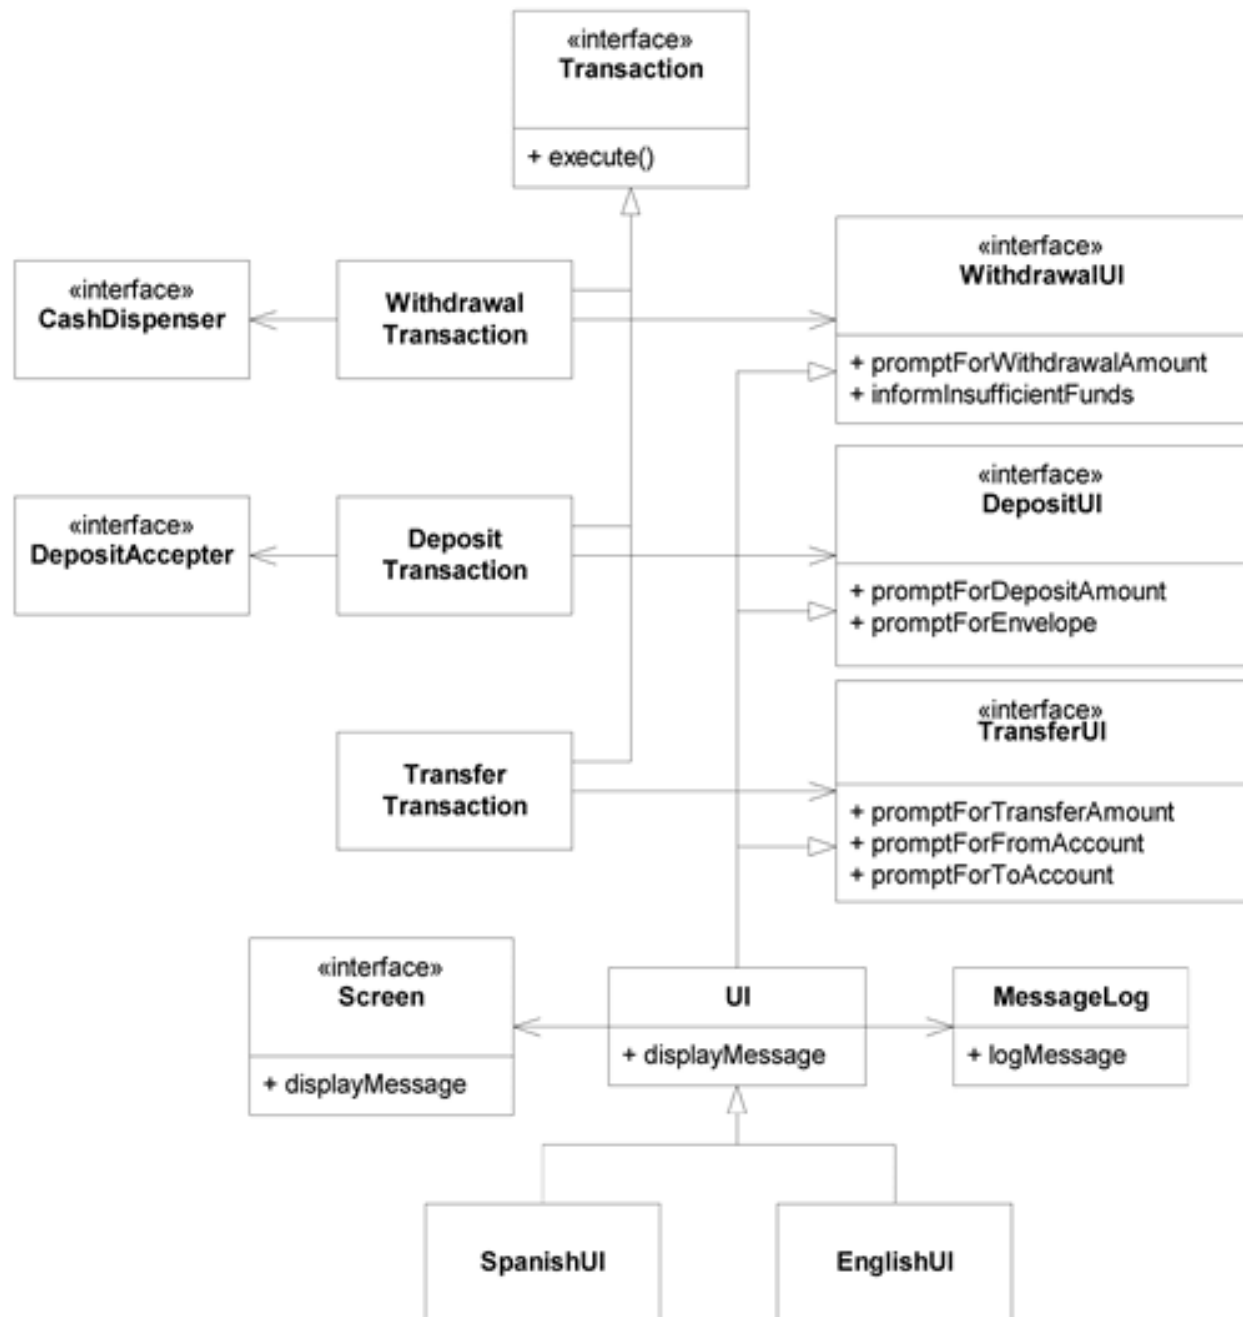 «interface»
Transaction
+ execute()
«interface»
CashDispenser
Withdrawal
Transaction
«interface»
WithdrawalUI
+ promptForWithdrawalAmount
+ informInsufficientFunds
«interface»
DepositAccepter
Deposit
Transaction
«interface»
DepositUI
+ promptForDepositAmount
+ promptForEnvelope
Transfer
Transaction
«interface»
TransferUI
+ promptForTransferAmount
+ promptForFromAccount
+ promptForToAccount
«interface»
Screen
+ displayMessage
UI
+ displayMessage
MessageLog
+ logMessage
SpanishUI
EnglishUI